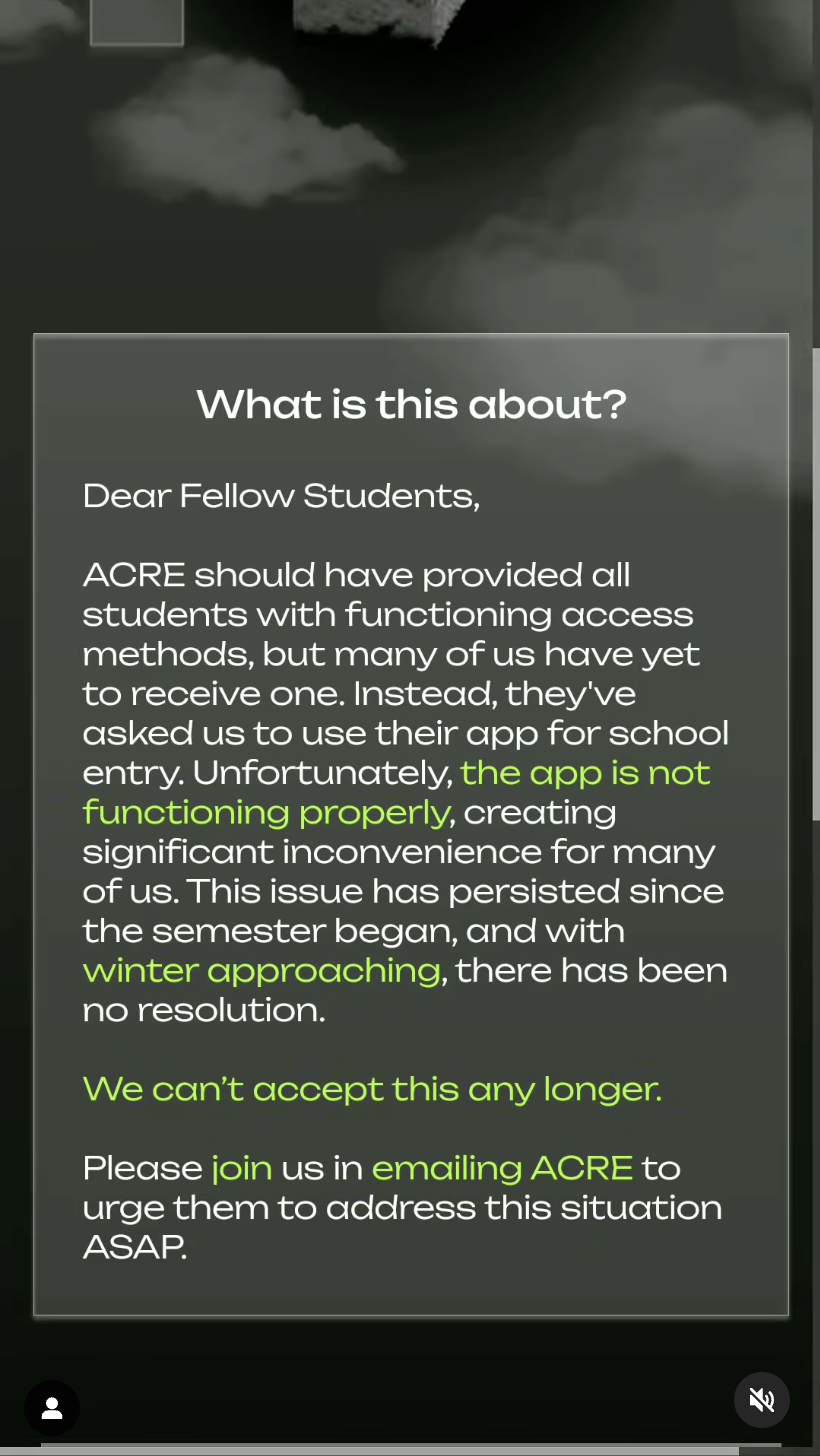 What is this about?
Dear Fellow Students,
ACRE should have provided all
students with functioning access
methods, but many of us have yet
to receive one. Instead, they've
asked us to use their app for school
entry. Unfortunately, the app is not
functioning properly, creating
significant inconvenience for many
of us. This issue has persisted since
the semester began, and with
winter approaching, there has been
no resolution.
We can’t accept this any longer.
Please join us in emailing ACRE to
urge them to address this situation
ASAP.